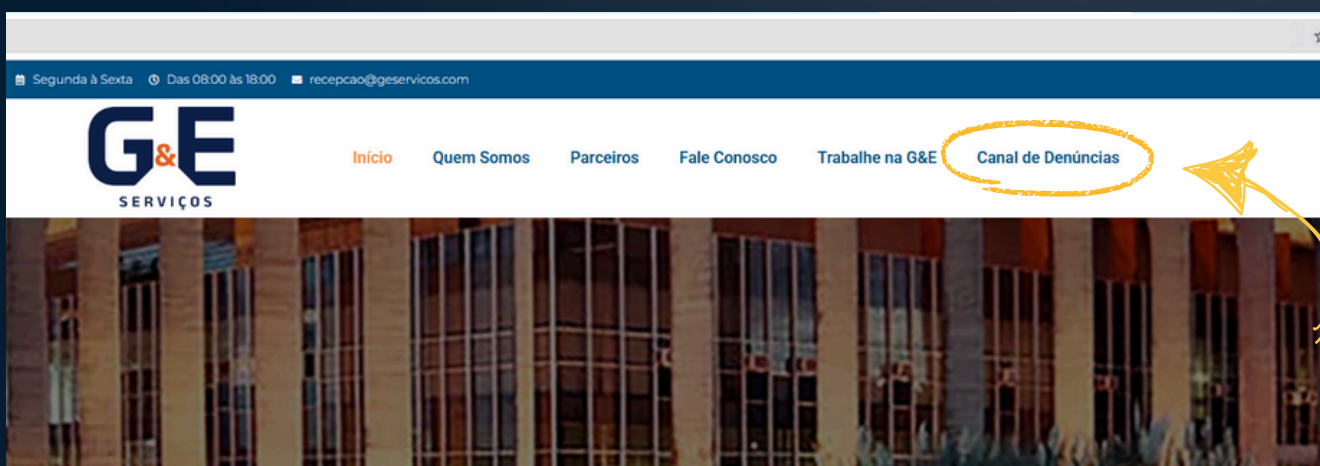 Segunda à Sexta Das 08:00 às 18:00 recepcao@geservicos.com
G&E
SERVIÇOS
Início Quem Somos Parceiros Fale Conosco Trabalhe na G&E Canal de Denúncias